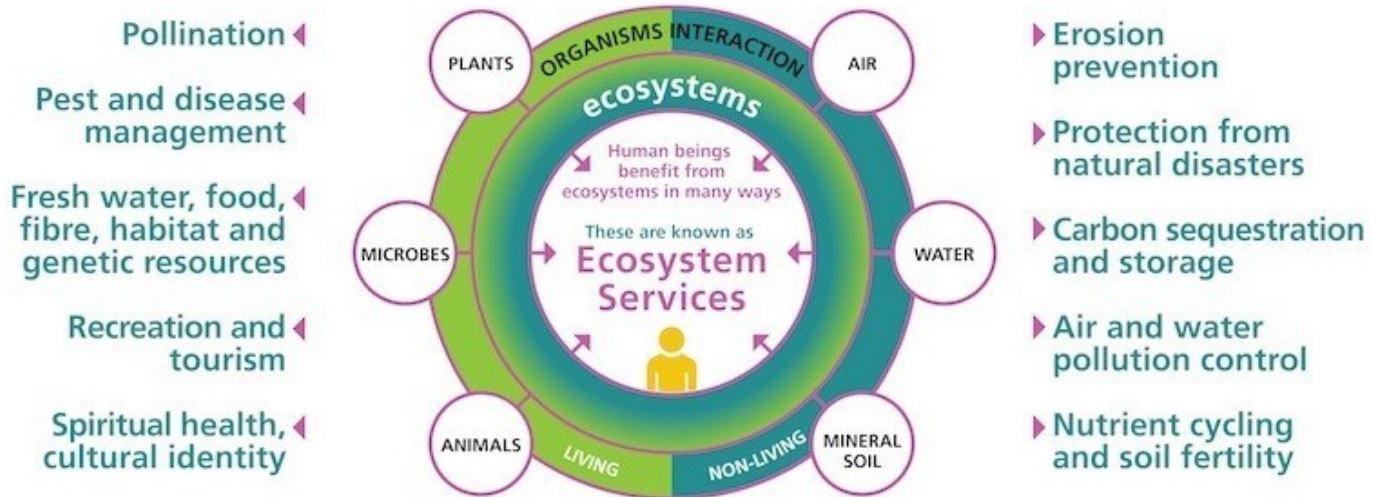 Pollination
Pest and disease
management
Fresh water, food,
fibre, habitat and
genetic resources
Recreation and
tourism
Spiritual health,
cultural identity
ORGANISMS INTERACTION
PLANTS
AIR
ecosystems
Human beings
benefit from
ecosystems in many ways
These are known as
Ecosystem
Services
MICROBES
WATER
ANIMALS
LIVING
NON-LIVING
MINERAL
SOIL
Erosion
prevention
Protection from
natural disasters
Carbon sequestration
and storage
Air and water
pollution control
Nutrient cycling
and soil fertility